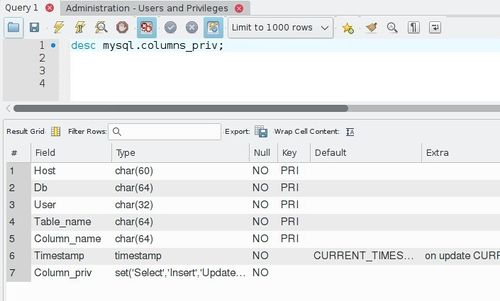 Query 1 Administration - Users and Privileges
Limit to 1000 rows
1 desc mysql.columns_priv;
2
3
4
Result Grid Filter Rows: Export: Wrap Cell Content:
# Field Type Null Key Default Extra
1 Host char(60) NO PRI
2 Db char(64) NO PRI
3 User char(32) NO PRI
4 Table_name char(64) NO PRI
5 Column_name char(64) NO PRI
6 Timestamp timestamp NO CURRENT_TIMES... on update CURR
7 Column_priv set('Select','Insert','Update... NO